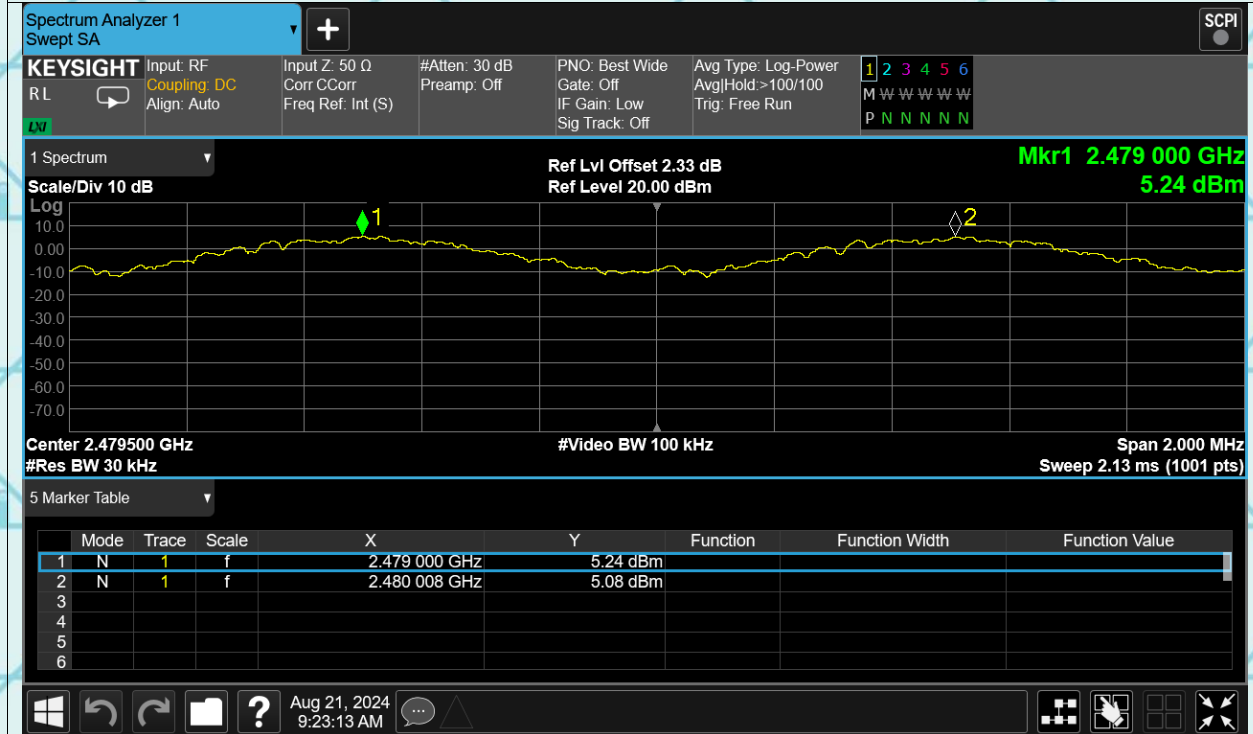 Spectrum Analyzer 1
Swept SA
SCPI
KEYSIGHT
R L
LXI
Input: RF
Coupling: DC
Align: Auto
Input Z: 50 Ω
Corr CCorr
Freq Ref: Int (S)
#Atten: 30 dB
Preamp: Off
PNO: Best Wide
Gate: Off
IF Gain: Low
Sig Track: Off
Avg Type: Log-Power
Avg|Hold:>100/100
Trig: Free Run
1 2 3 4 5 6
M W W W W W
P N N N N N
1 Spectrum
Scale/Div 10 dB
Ref Lvl Offset 2.33 dB
Ref Level 20.00 dBm
Mkr1 2.479 000 GHz
5.24 dBm
Log
1
2
10.0
0.00
-10.0
-20.0
-30.0
-40.0
-50.0
-60.0
-70.0
Center 2.479500 GHz
#Video BW 100 kHz
Span 2.000 MHz
#Res BW 30 kHz
Sweep 2.13 ms (1001 pts)
5 Marker Table
Mode Trace Scale X Y Function Function Width Function Value
1 N 1 f 2.479 000 GHz 5.24 dBm
2 N 1 f 2.480 008 GHz 5.08 dBm
3
4
5
6
?
Aug 21, 2024
9:23:13 AM